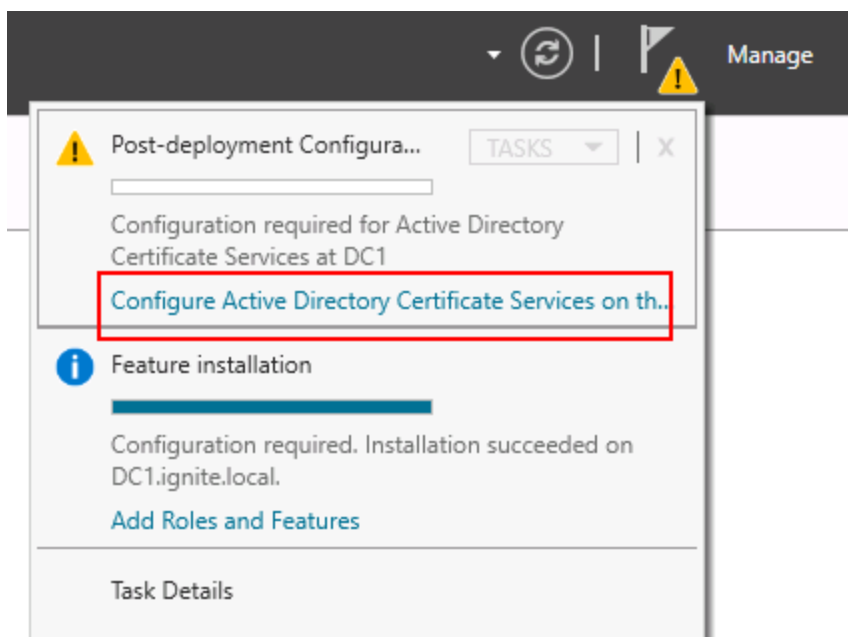 Manage
Post-deployment Configura...
TASKS
X
Configuration required for Active Directory
Certificate Services at DC1
Configure Active Directory Certificate Services on th...
Feature installation
Configuration required. Installation succeeded on
DC1.ignite.local.
Add Roles and Features
Task Details